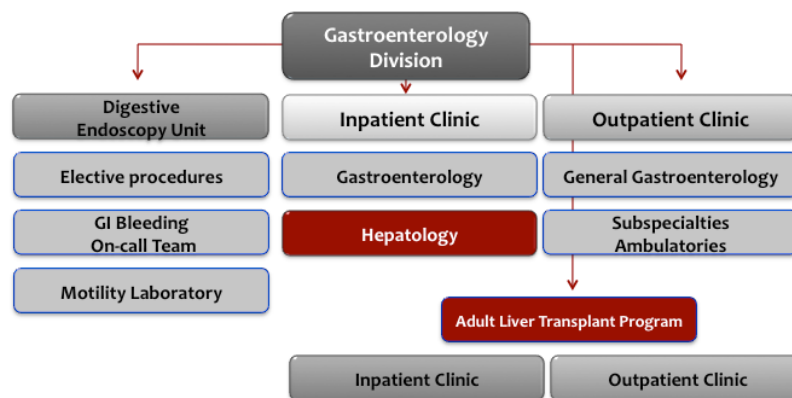 Gastroenterology
Division
Digestive
Endoscopy Unit
Inpatient Clinic
Outpatient Clinic
Elective procedures
Gastroenterology
General Gastroenterology
GI Bleeding
On-call Team
Hepatology
Subspecialties
Ambulatories
Motility Laboratory
Adult Liver Transplant Program
Inpatient Clinic
Outpatient Clinic